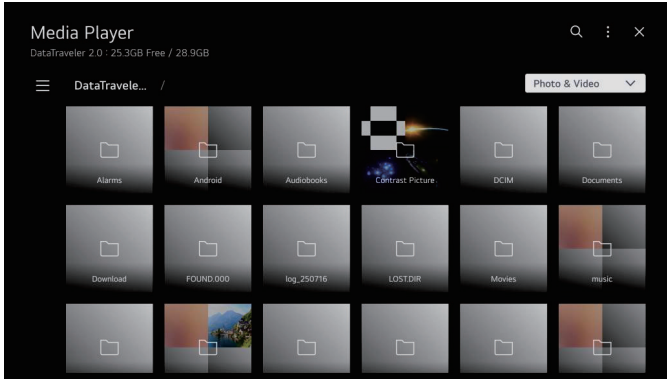 Media Player
DataTraveler 2.0 : 25.3GB Free / 28.9GB
DataTravele... /
Photo & Video
Alarms
Android
Audiobooks
Contrast Picture
DCIM
Documents
Download
FOUND.000
log_250716
LOST.DIR
Movies
music